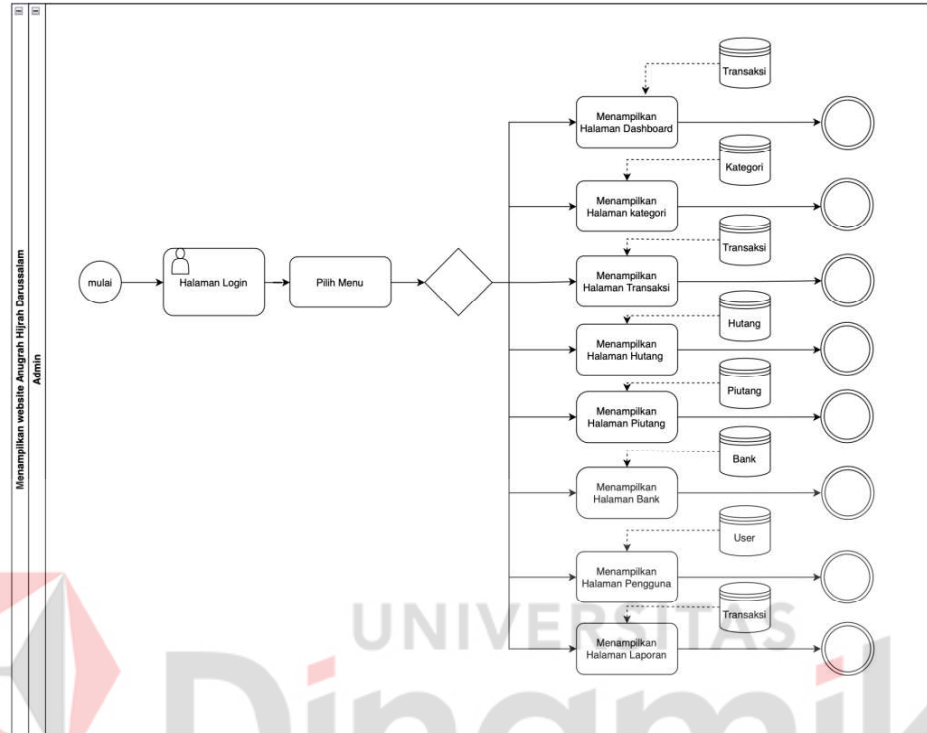 Menampilkan website Anugrah Hijrah Darussalam
Admin
mulai
Halaman Login
Pilih Menu
Transaksi
Menampilkan
Halaman Dashboard
Kategori
Menampilkan
Halaman kategori
Transaksi
Menampilkan
Halaman Transaksi
Hutang
Menampilkan
Halaman Hutang
Piutang
Menampilkan
Halaman Piutang
Bank
Menampilkan
Halaman Bank
User
Menampilkan
Halaman Pengguna
Transaksi
Menampilkan
Halaman Laporan
UNIVERSITAS
Dinamik